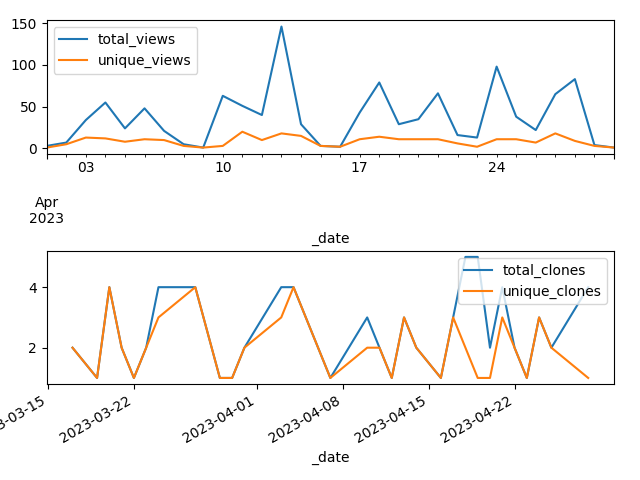 150
100
50
0
total_views
unique_views
03
10
17
24
Apr
2023
_date
4
2
total_clones
unique_clones
2023-03-22
2023-04-01
2023-04-08
2023-04-15
2023-04-22
_date